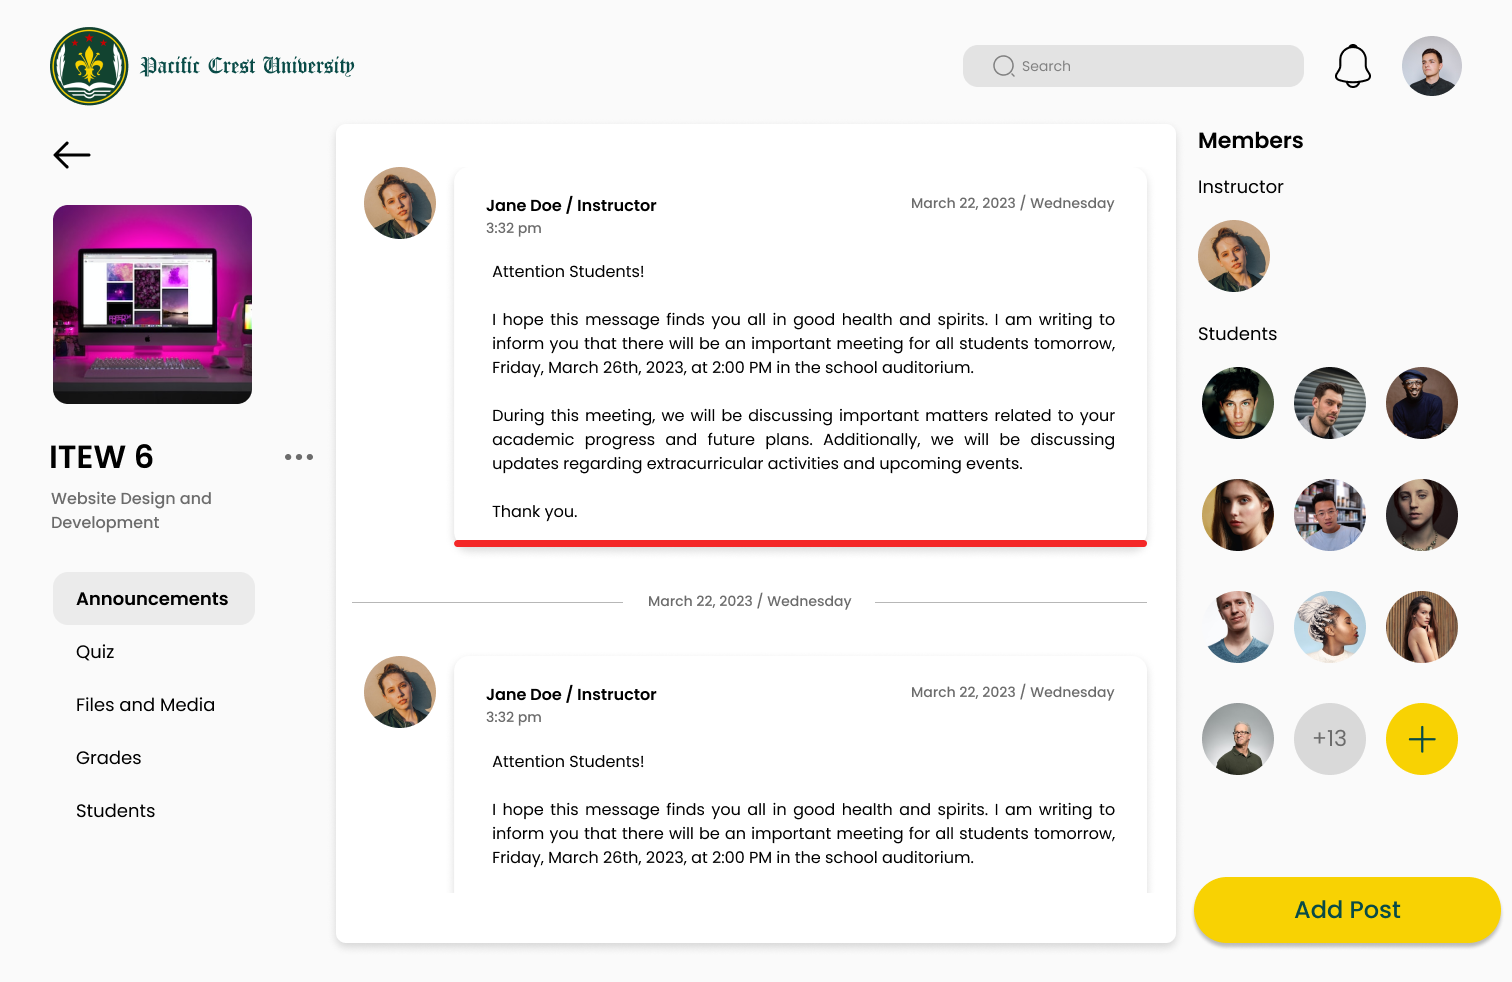 Pacific Crest University
Search
ITEW 6
Website Design and
Development
Announcements
Quiz
Files and Media
Grades
Students
Jane Doe / Instructor
March 22, 2023 / Wednesday
3:32 pm
Attention Students!
I hope this message finds you all in good health and spirits. I am writing to
inform you that there will be an important meeting for all students tomorrow,
Friday, March 26th, 2023, at 2:00 PM in the school auditorium.
During this meeting, we will be discussing important matters related to your
academic progress and future plans. Additionally, we will be discussing
updates regarding extracurricular activities and upcoming events.
Thank you.
March 22, 2023 / Wednesday
Jane Doe / Instructor
March 22, 2023 / Wednesday
3:32 pm
Attention Students!
I hope this message finds you all in good health and spirits. I am writing to
inform you that there will be an important meeting for all students tomorrow,
Friday, March 26th, 2023, at 2:00 PM in the school auditorium.
Members
Instructor
Students
+13
Add Post